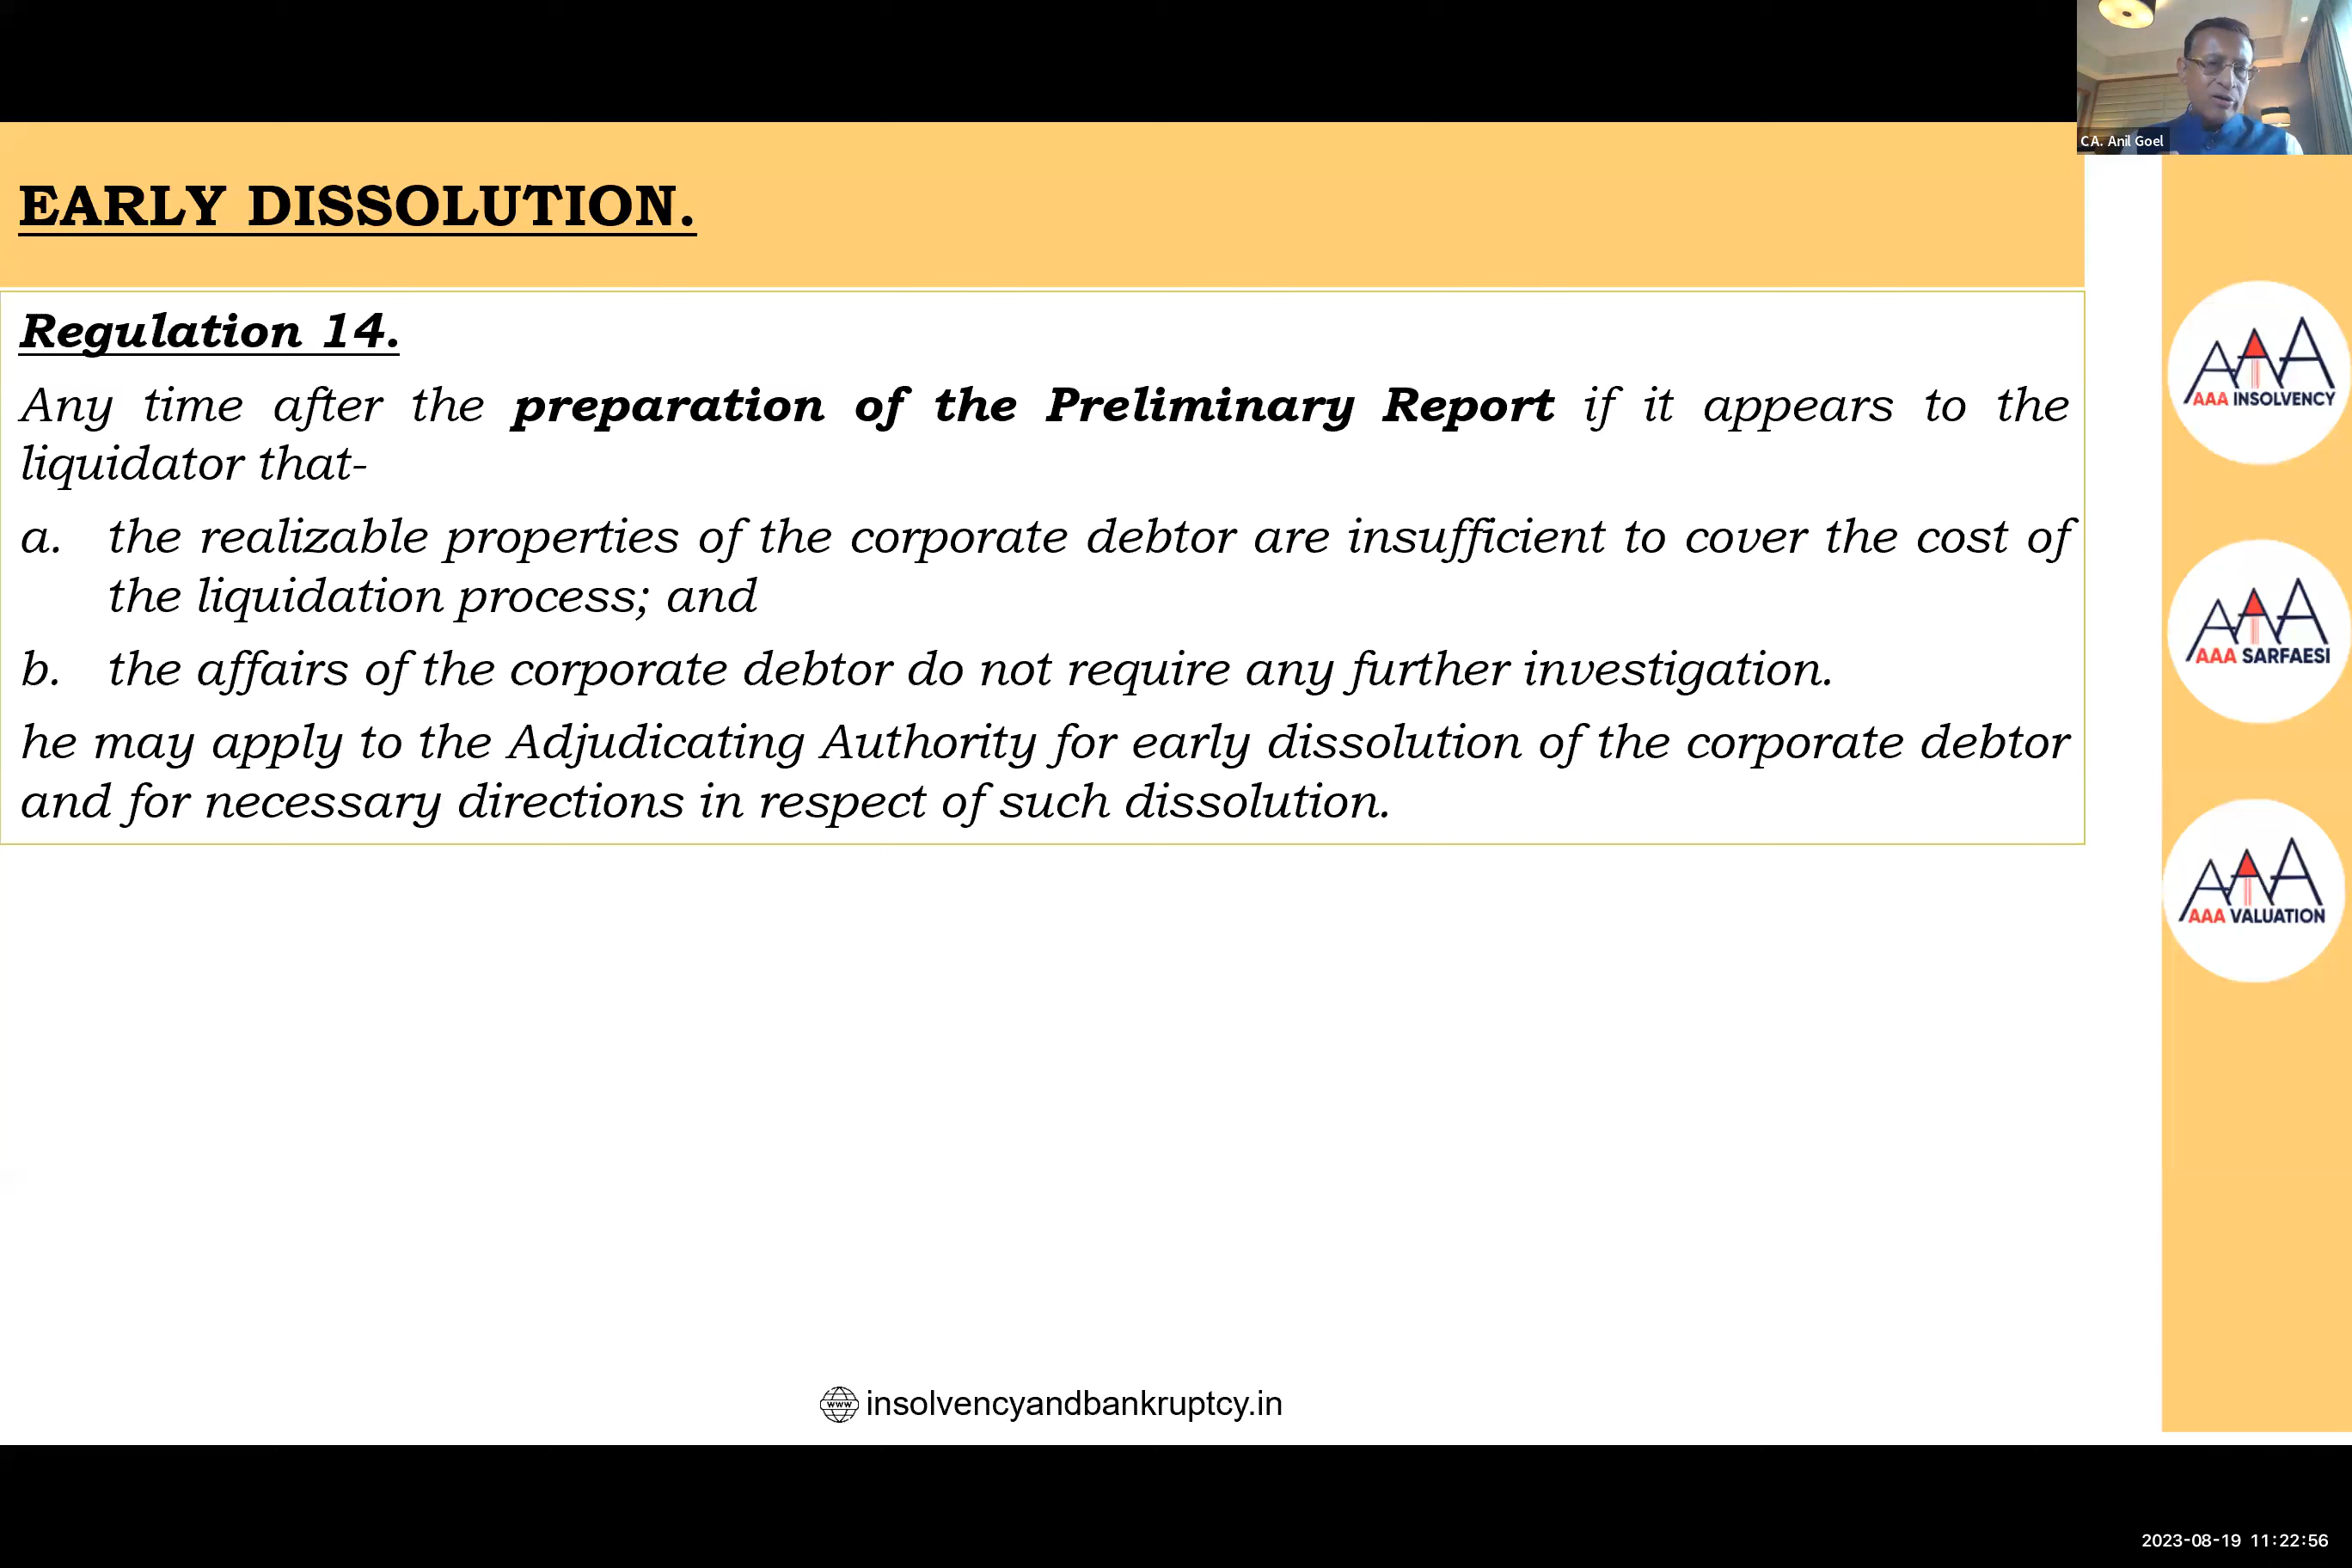 CA. Anil Goel
EARLY DISSOLUTION.
Regulation 14.
Any time after the preparation of the Preliminary Report if it appears to the
liquidator that-
a. the realizable properties of the corporate debtor are insufficient to cover the cost of
the liquidation process; and
b. the affairs of the corporate debtor do not require any further investigation.
he may apply to the Adjudicating Authority for early dissolution of the corporate debtor
and for necessary directions in respect of such dissolution.
AAA
AAA INSOLVENCY
AAA
AAA SARFAESI
AAA
AAA VALUATION
www insolvencyandbankruptcy.in
2023-08-19 11:22:56